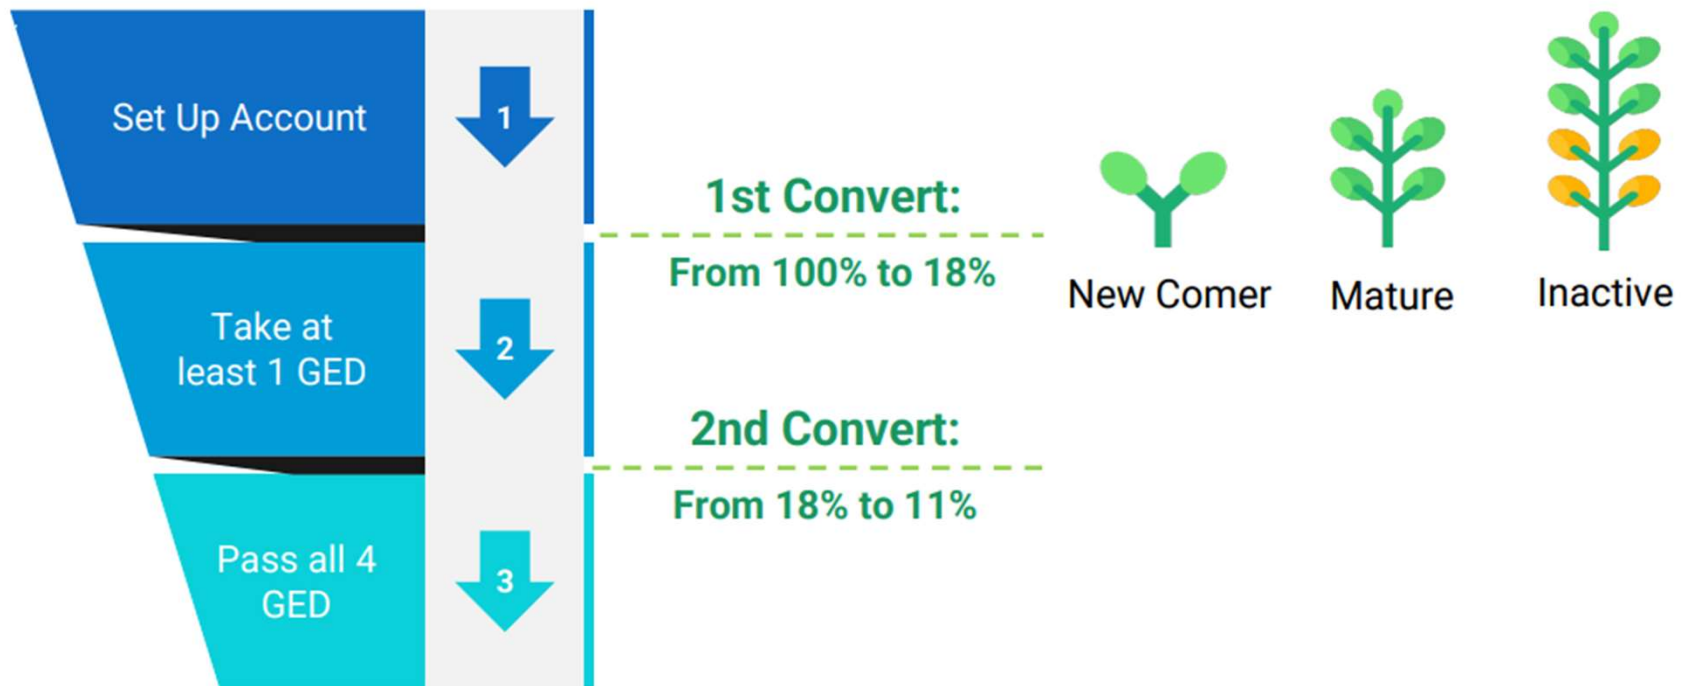 Set Up Account
1
1st Convert:
From 100% to 18%
New Comer
Mature
Inactive
Take at
least 1 GED
2
2nd Convert:
From 18% to 11%
Pass all 4
GED
3